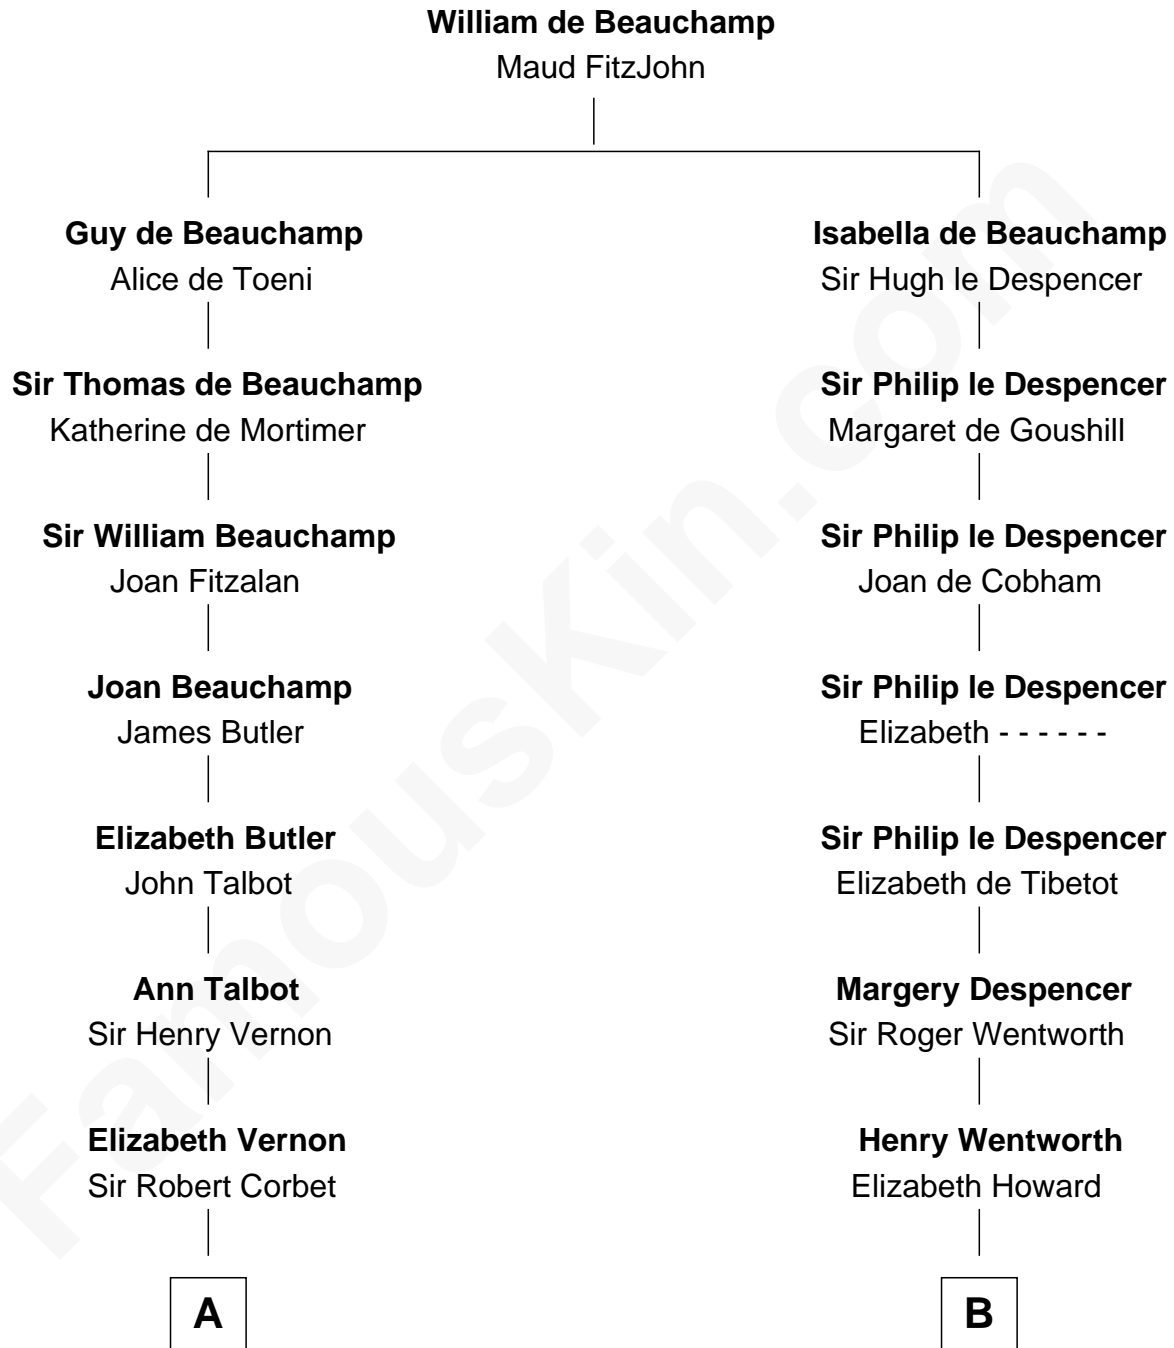 William de Beauchamp
Maud FitzJohn
Guy de Beauchamp
Alice de Toeni
Isabella de Beauchamp
Sir Hugh le Despencer
Sir Thomas de Beauchamp
Katherine de Mortimer
Sir Philip le Despencer
Margaret de Goushill
Sir William Beauchamp
Joan Fitzalan
Sir Philip le Despencer
Joan de Cobham
Joan Beauchamp
James Butler
Sir Philip le Despencer
Elizabeth - - - - - -
Elizabeth Butler
John Talbot
Sir Philip le Despencer
Elizabeth de Tibetot
Ann Talbot
Sir Henry Vernon
Margery Despencer
Sir Roger Wentworth
Elizabeth Vernon
Sir Robert Corbet
Henry Wentworth
Elizabeth Howard
A
B
FamousKin.com